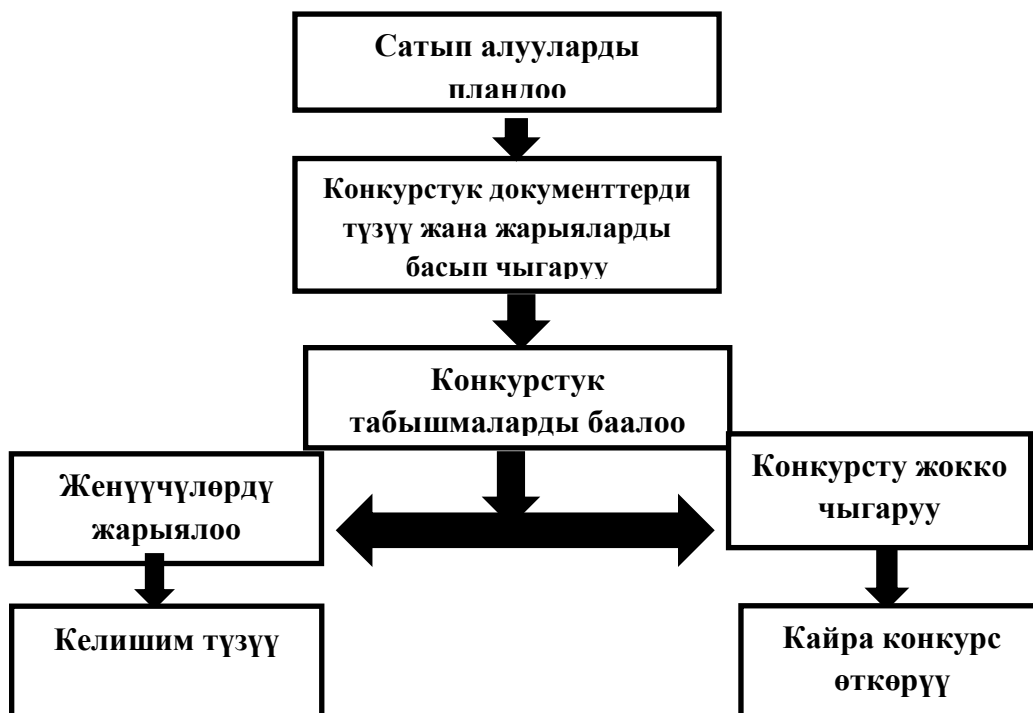 Сатып алууларды
пландоо
Конкурстук документтерди
түзүү жана жарыяларды
басып чыгаруу
Конкурстук
табышмаларды баалоо
Женүүчүлөрдү
жарыялоо
Конкурсту жокко
чыгаруу
Келишим түзүү
Кайра конкурс
өткөрүү